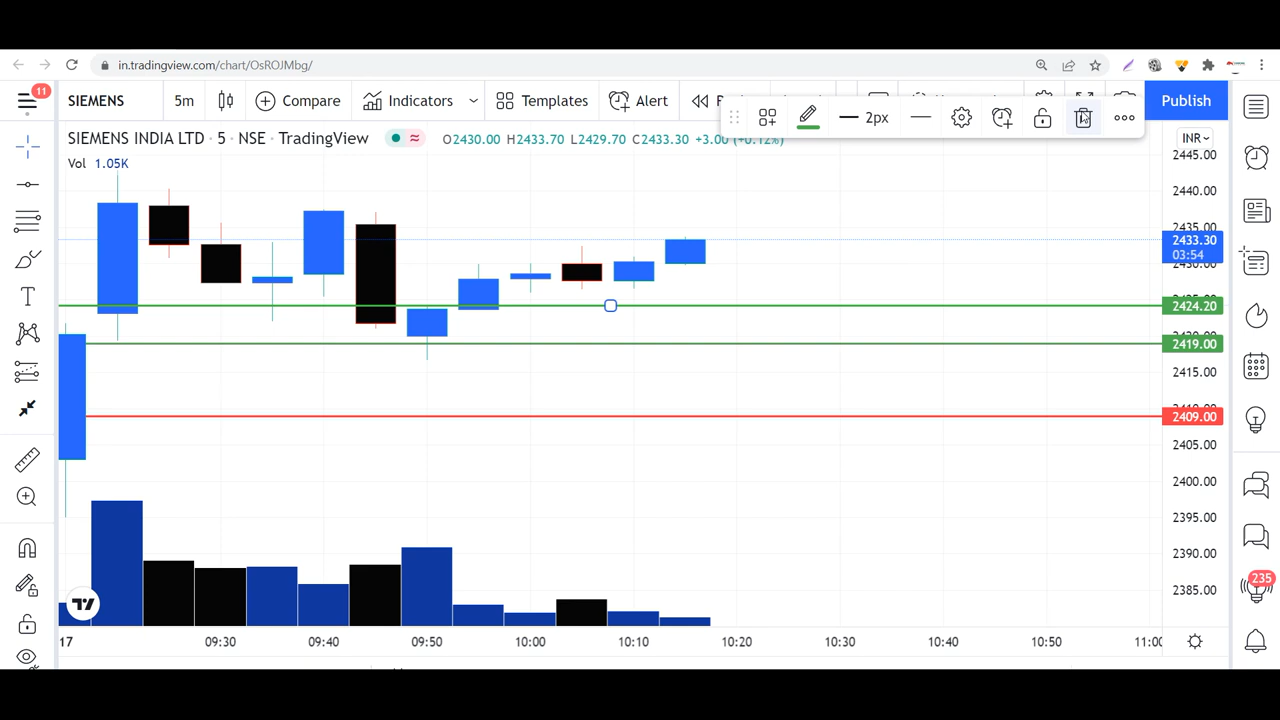 in.tradingview.com/chart/OsROJMbg/
11
SIEMENS 5m Compare Indicators Templates Alert Publish
2px
SIEMENS INDIA LTD · 5 · NSE · TradingView O2430.00 H2433.70 L2429.70 C2433.30 +3.00 (+0.12%)
INR
Vol 1.05K
2445.00
2440.00
2435.00
2433.30
03:54
2430.00
2424.20
2419.00
2415.00
2409.00
2405.00
2400.00
2395.00
2390.00
2385.00
235
17 09:30 09:40 09:50 10:00 10:10 10:20 10:30 10:40 10:50 11:00